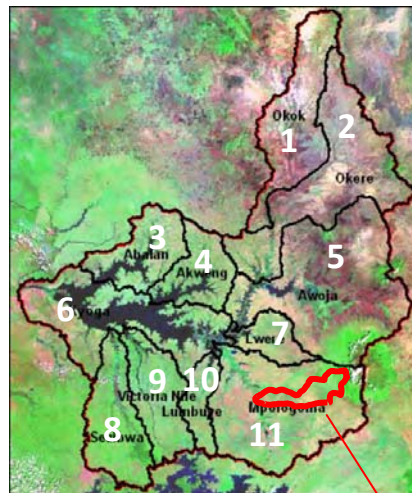 Okok
1
2
Okere
3
Abalan
4
Akweng
5
Awoja
6
Kyoga
7
Lwere
9
Victoria Nile
10
Lumbuye
8
Mpologoma
11